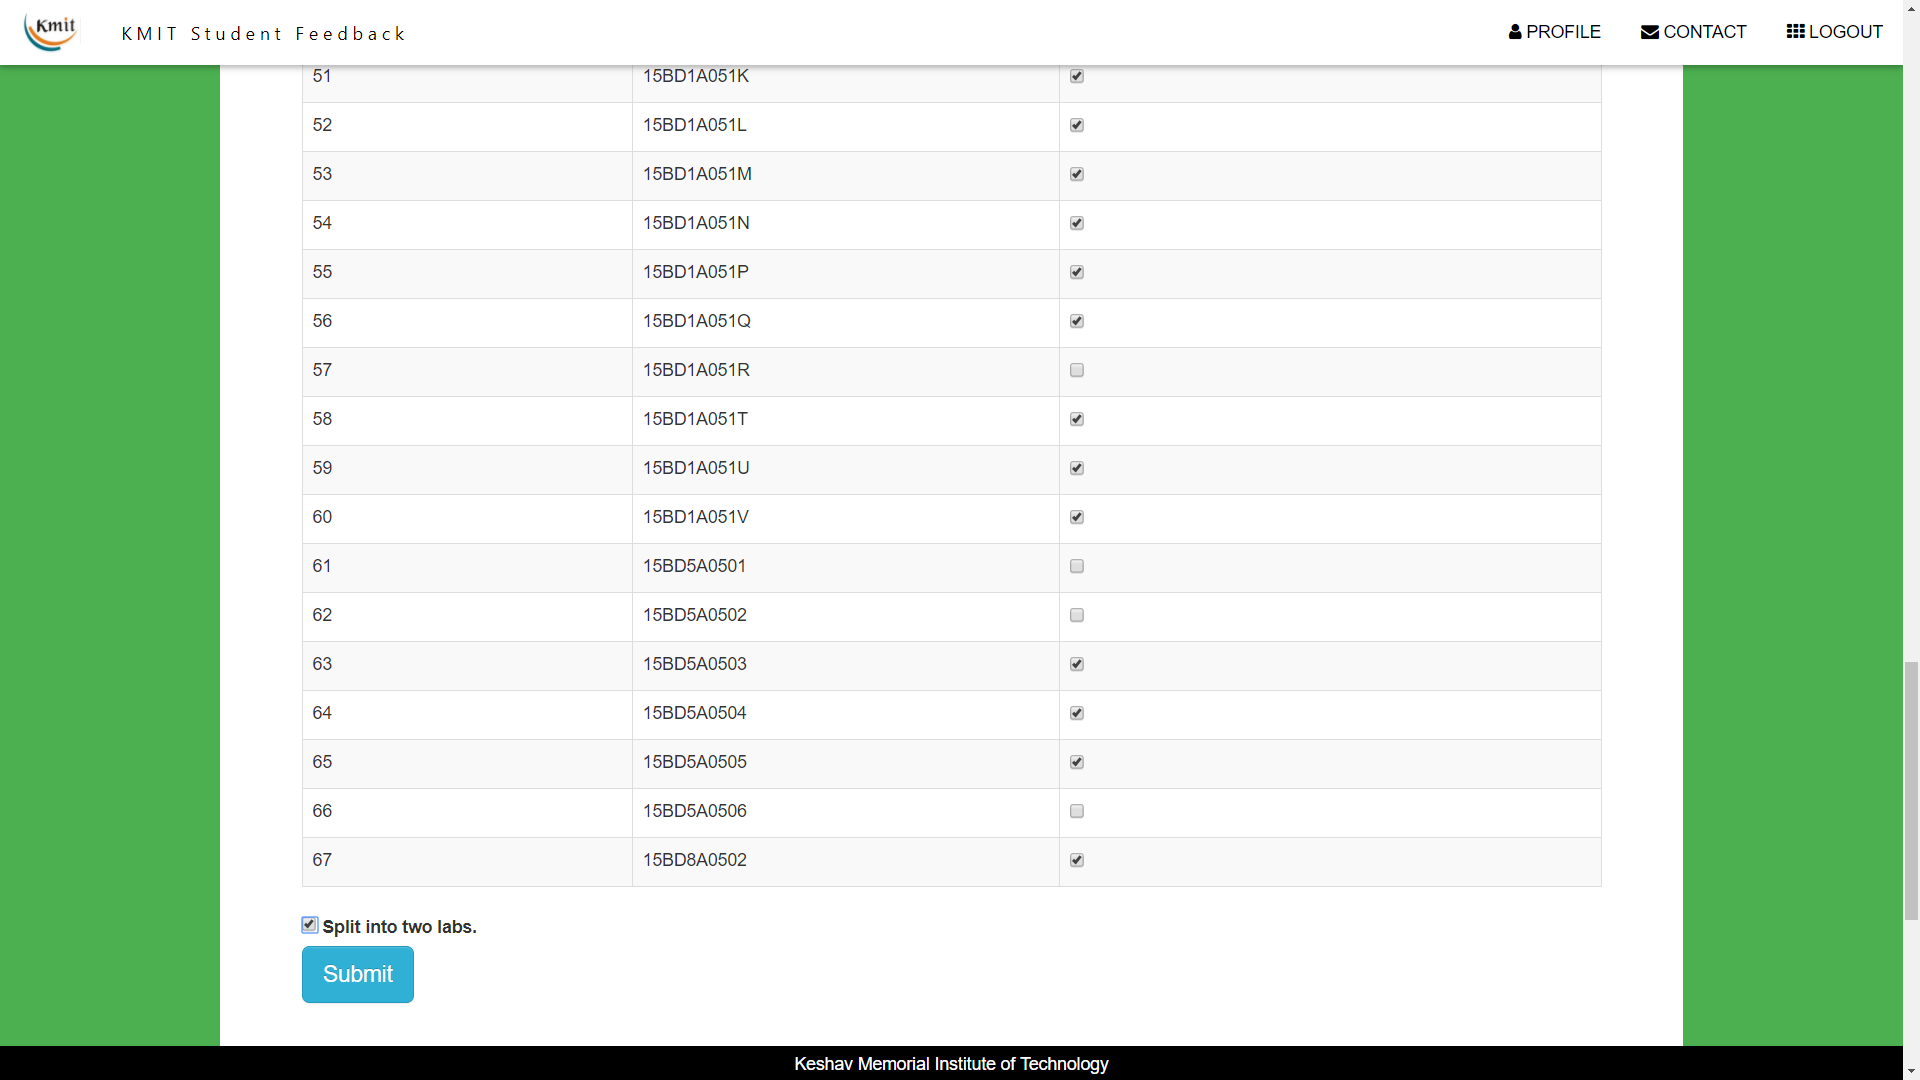 Kmit
KMIT Student Feedback
PROFILE
CONTACT
LOGOUT
51 15BD1A051K
52 15BD1A051L
53 15BD1A051M
54 15BD1A051N
55 15BD1A051P
56 15BD1A051Q
57 15BD1A051R
58 15BD1A051T
59 15BD1A051U
60 15BD1A051V
61 15BD5A0501
62 15BD5A0502
63 15BD5A0503
64 15BD5A0504
65 15BD5A0505
66 15BD5A0506
67 15BD8A0502
Split into two labs.
Submit
Keshav Memorial Institute of Technology